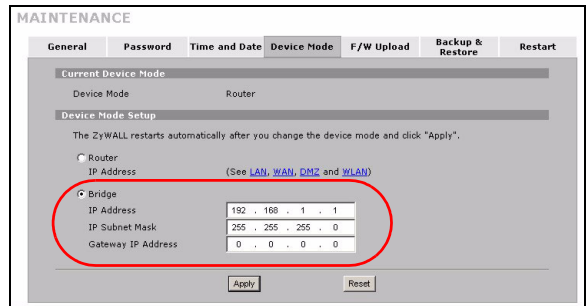 MAINTENANCE
General Password Time and Date Device Mode F/W Upload Backup & Restore Restart
Current Device Mode
Device Mode Router
Device Mode Setup
The ZyWALL restarts automatically after you change the device mode and click "Apply".
Router
IP Address (See LAN, WAN, DMZ and WLAN)
Bridge
IP Address 192 . 168 . 1 . 1
IP Subnet Mask 255 . 255 . 255 . 0
Gateway IP Address 0 . 0 . 0 . 0
Apply Reset